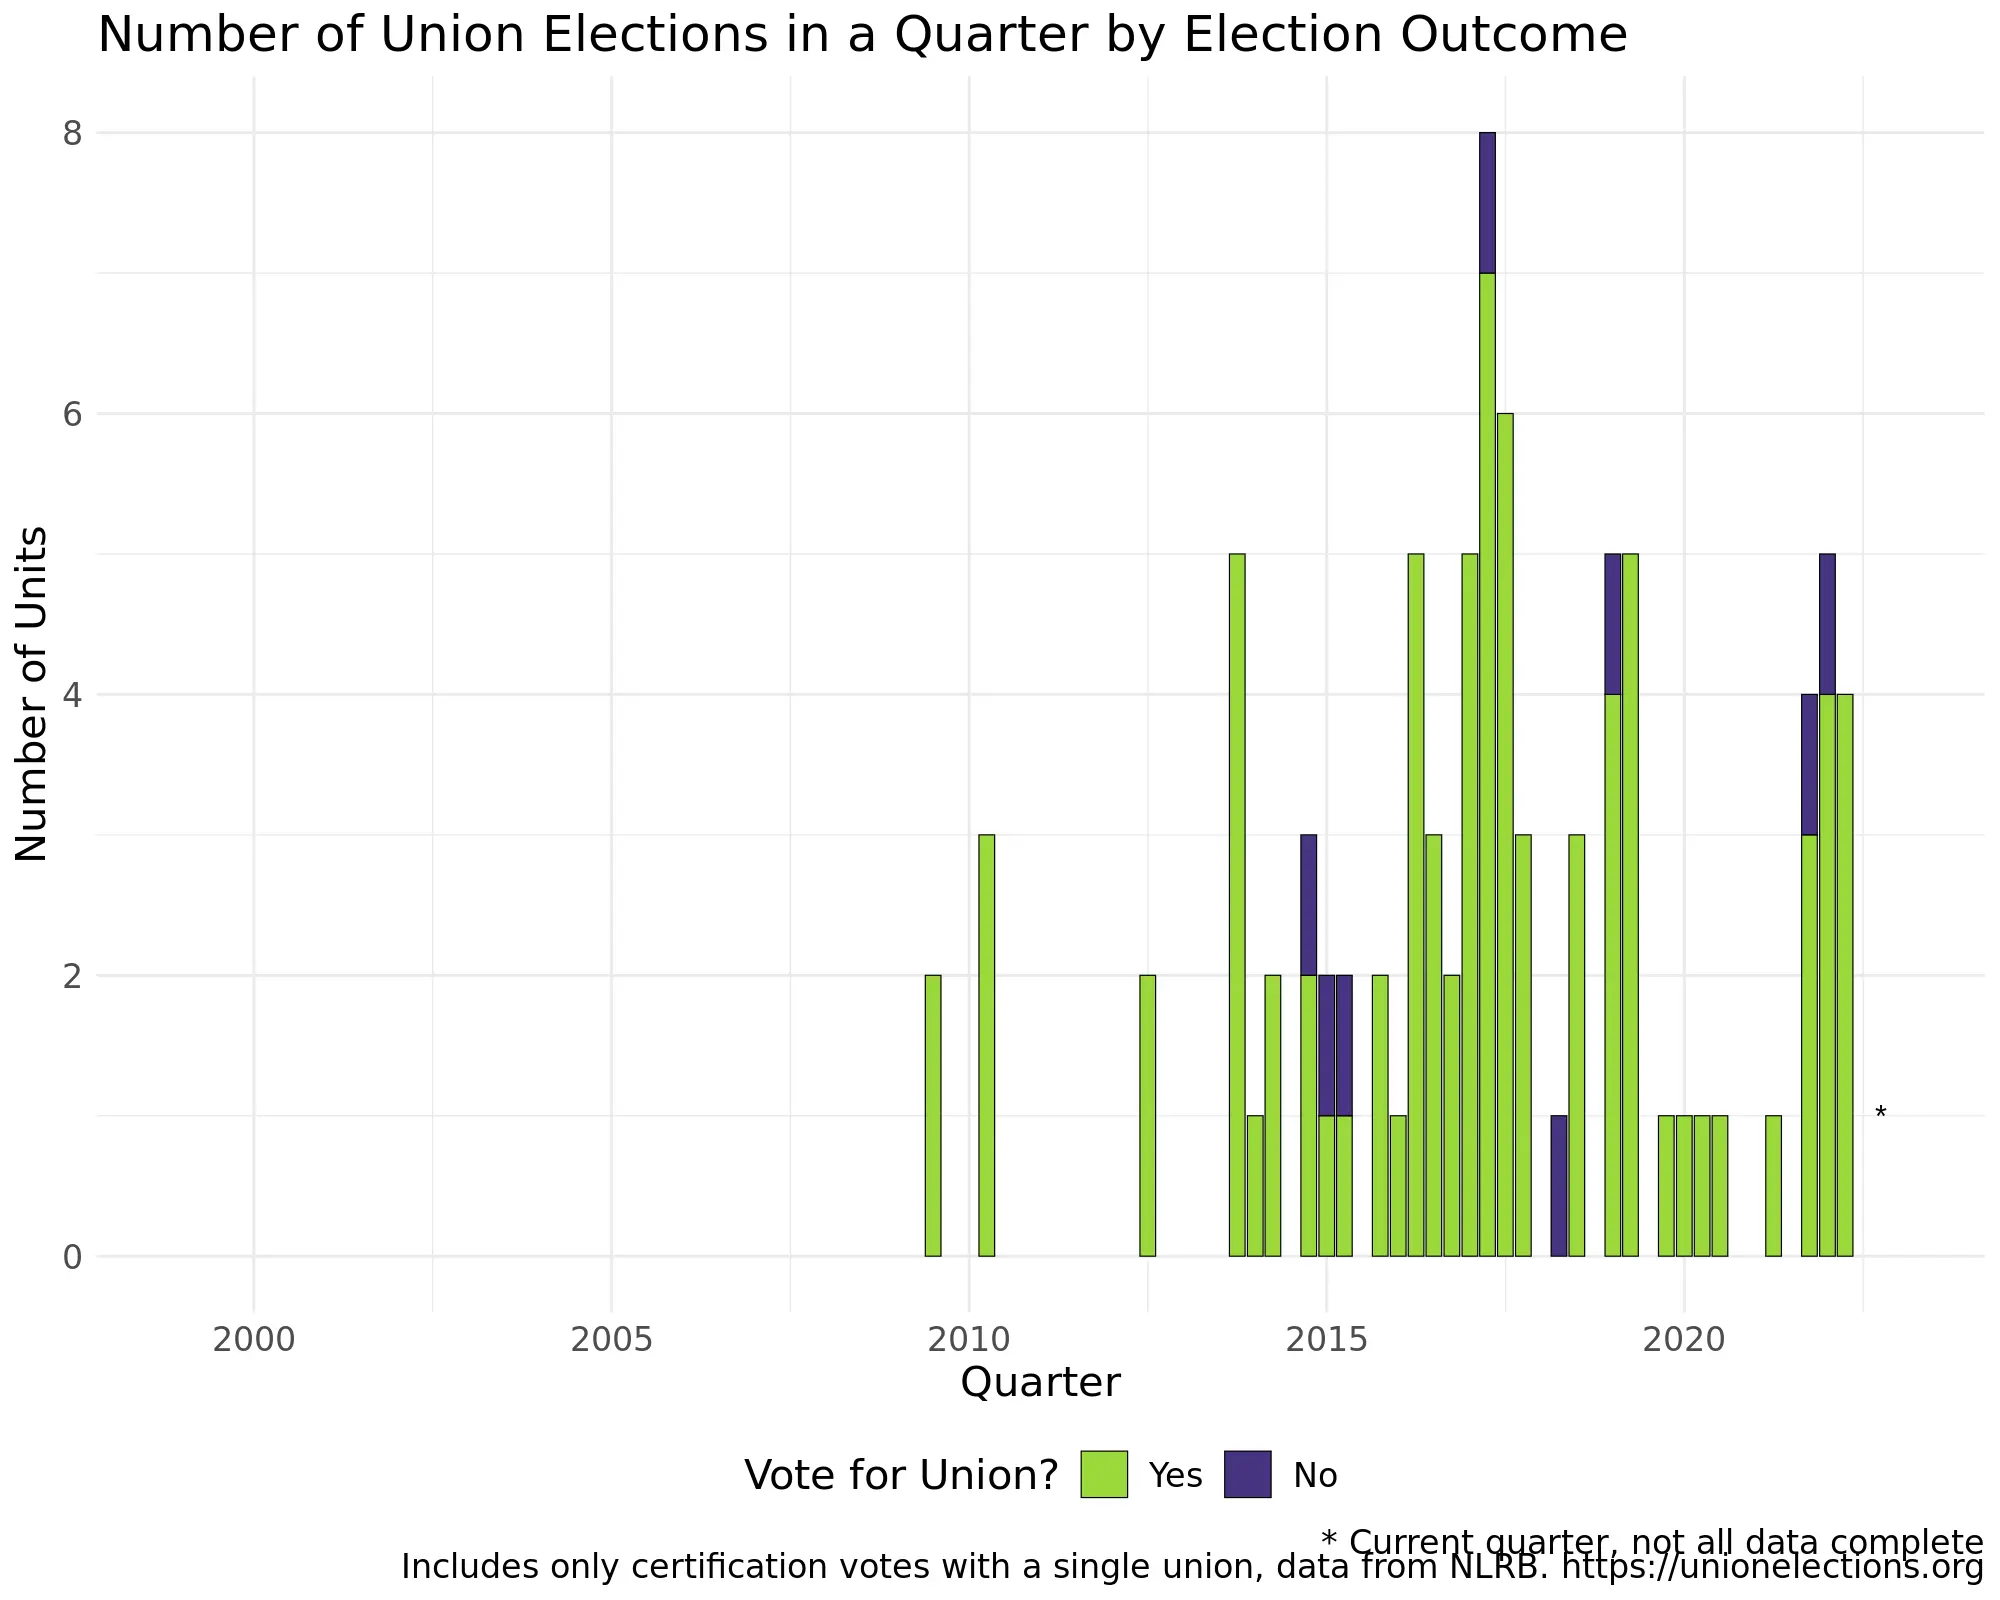 Number of Union Elections in a Quarter by Election Outcome
8
6
4
2
0
Number of Units
*
2000 2005 2010 2015 2020
Quarter
Vote for Union? Yes No
* Current quarter, not all data complete
Includes only certification votes with a single union, data from NLRB. https://unionelections.org